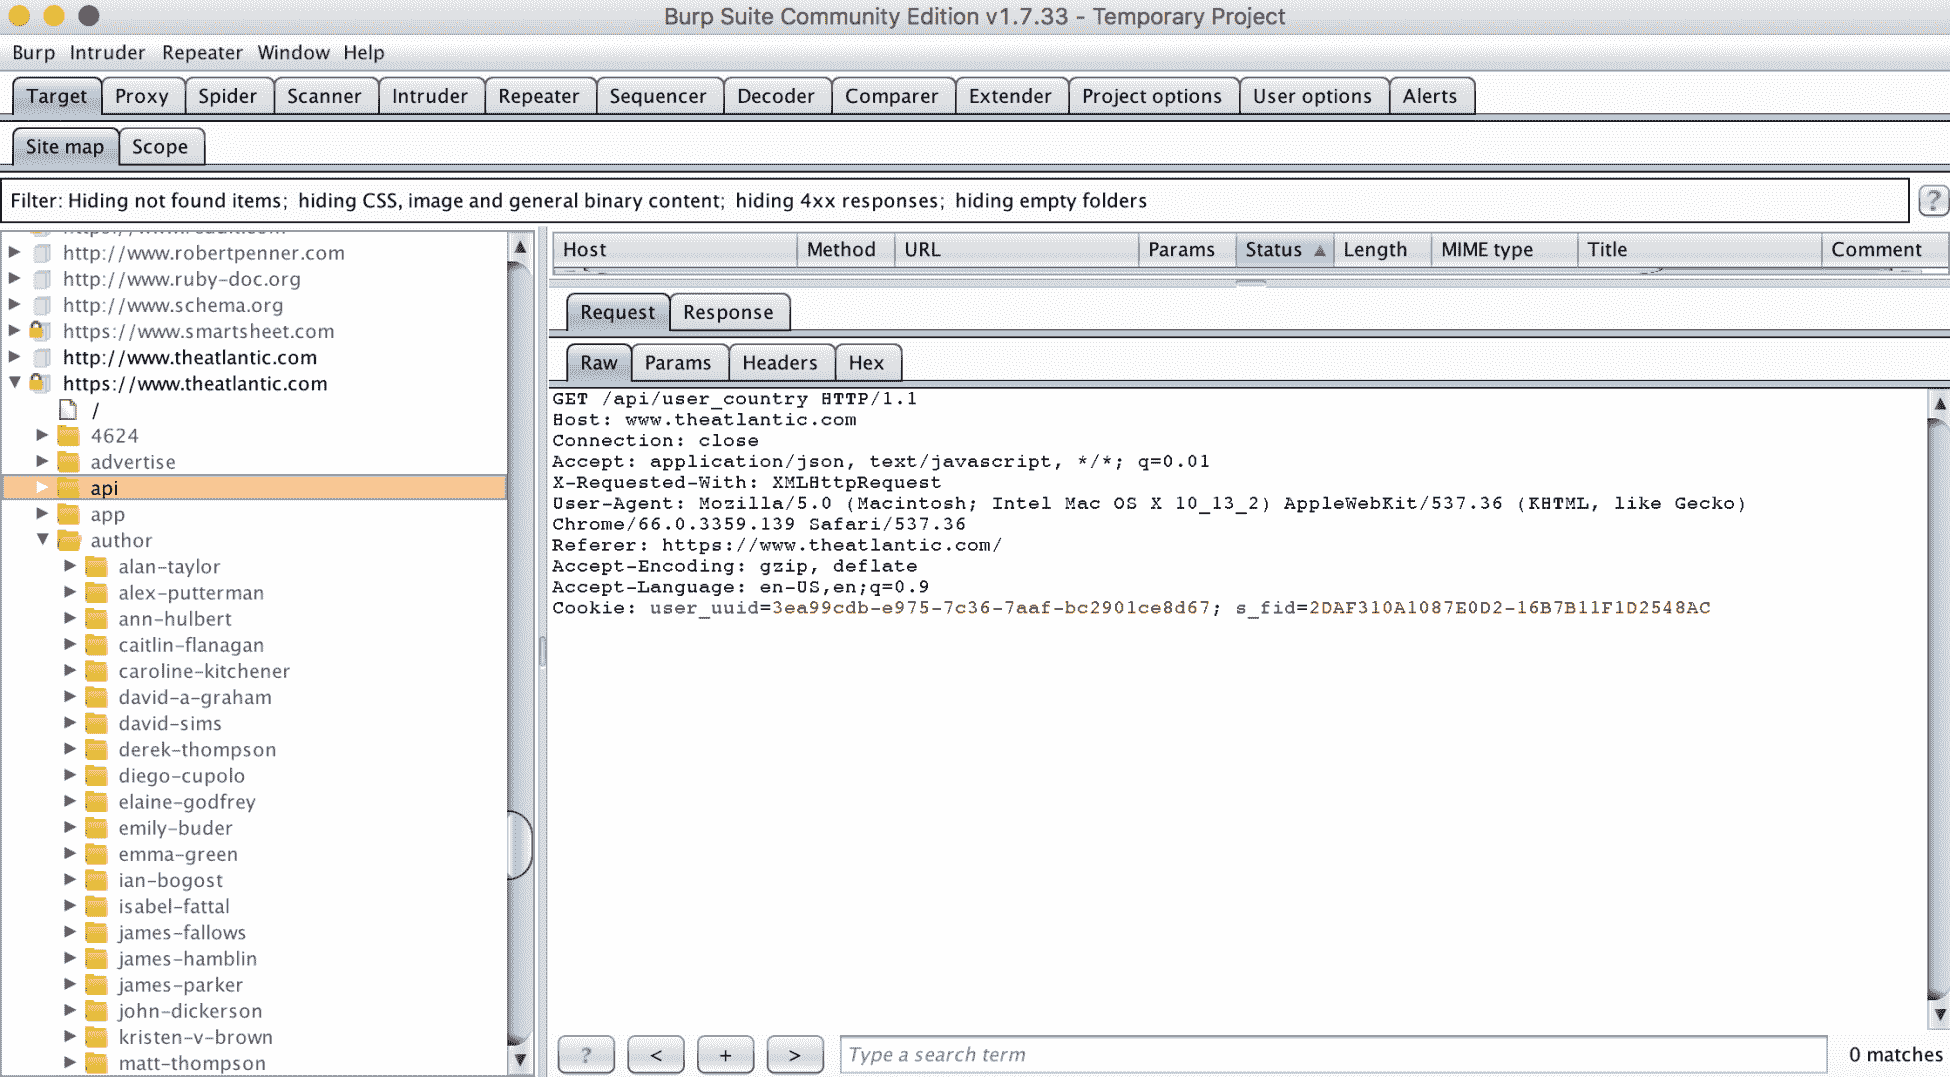 Burp Suite Community Edition v1.7.33 - Temporary Project
Burp Intruder Repeater Window Help
Target Proxy Spider Scanner Intruder Repeater Sequencer Decoder Comparer Extender Project options User options Alerts
Site map Scope
Filter: Hiding not found items; hiding CSS, image and general binary content; hiding 4xx responses; hiding empty folders
?
http://www.robertpenner.com
http://www.ruby-doc.org
http://www.schema.org
https://www.smartsheet.com
http://www.theatlantic.com
https://www.theatlantic.com
/
4624
advertise
api
app
author
alan-taylor
alex-putterman
ann-hulbert
caitlin-flanagan
caroline-kitchener
david-a-graham
david-sims
derek-thompson
diego-cupolo
elaine-godfrey
emily-buder
emma-green
ian-bogost
isabel-fattal
james-fallows
james-hamblin
james-parker
john-dickerson
kristen-v-brown
matt-thompson
Host Method URL Params Status Length MIME type Title Comment
Request Response
Raw Params Headers Hex
GET /api/user_country HTTP/1.1
Host: www.theatlantic.com
Connection: close
Accept: application/json, text/javascript, */*; q=0.01
X-Requested-With: XMLHttpRequest
User-Agent: Mozilla/5.0 (Macintosh; Intel Mac OS X 10_13_2) AppleWebKit/537.36 (KHTML, like Gecko)
Chrome/66.0.3359.139 Safari/537.36
Referer: https://www.theatlantic.com/
Accept-Encoding: gzip, deflate
Accept-Language: en-US,en;q=0.9
Cookie: user_uuid=3ea99cdb-e975-7c36-7aaf-bc2901ce8d67; s_fid=2DAF310A1087E0D2-16B7B11F1D2548AC
? < + > Type a search term 0 matches